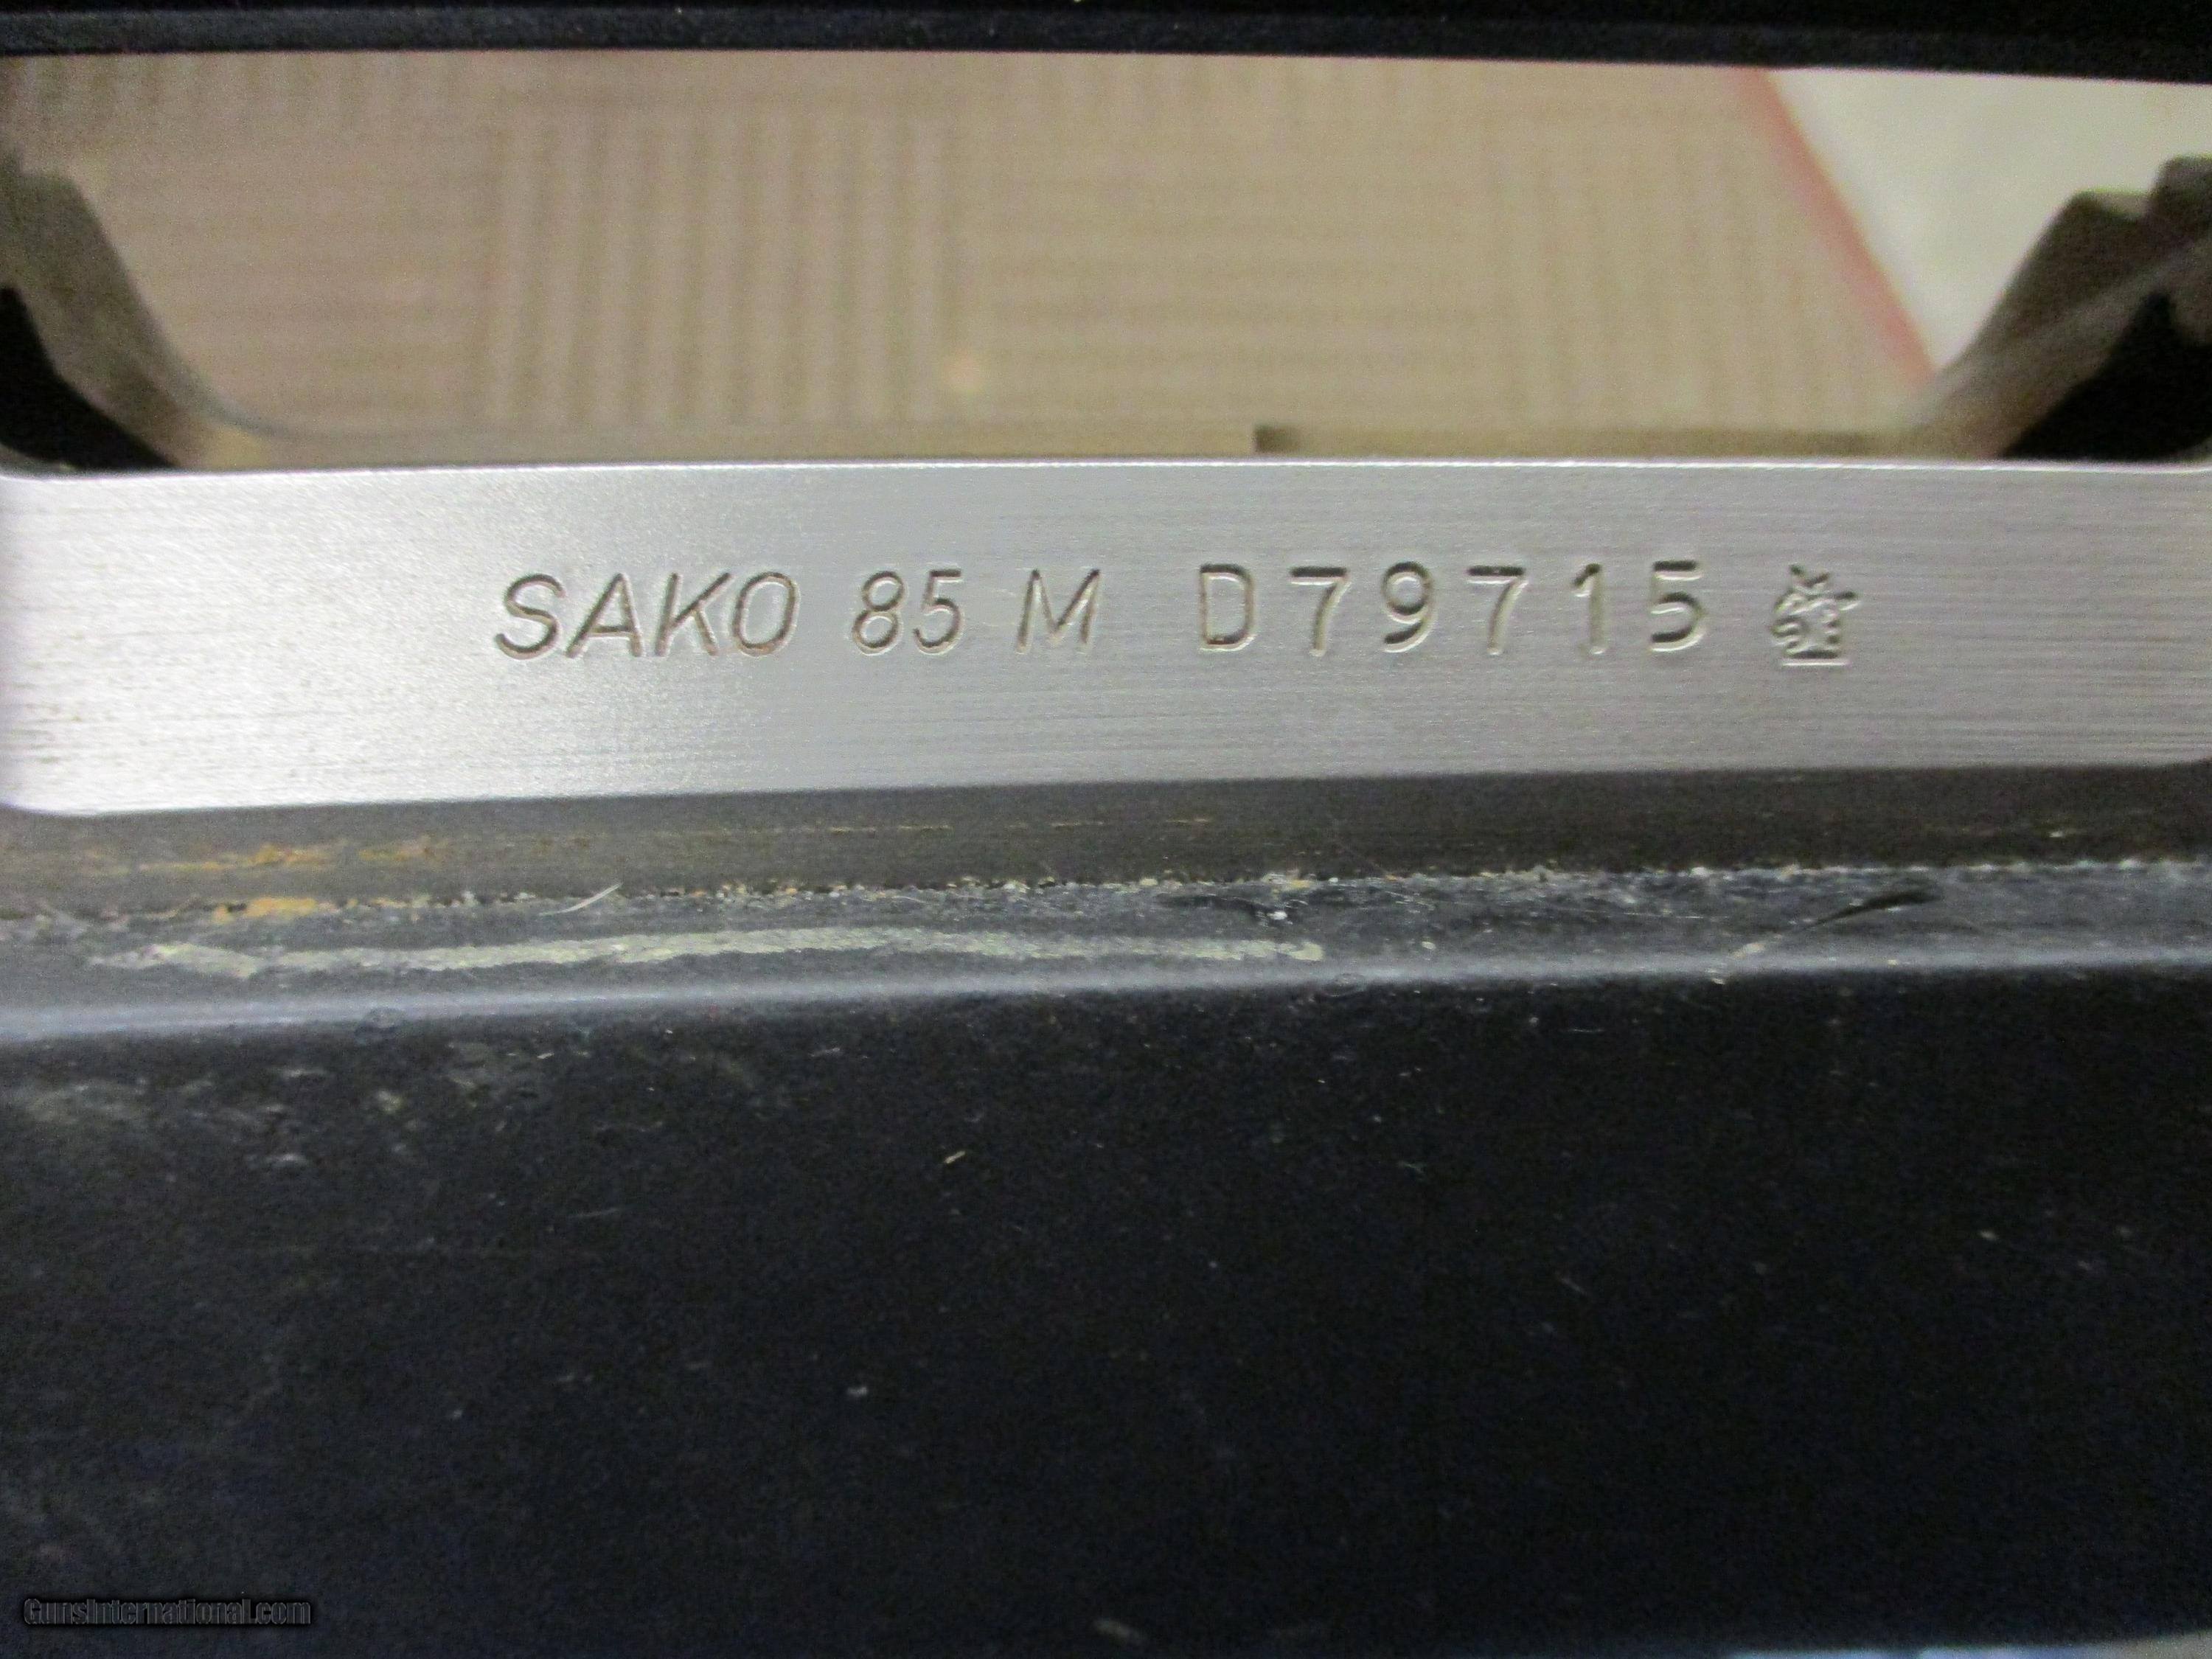 SAKO 85 M D79715
GunsInternational.com